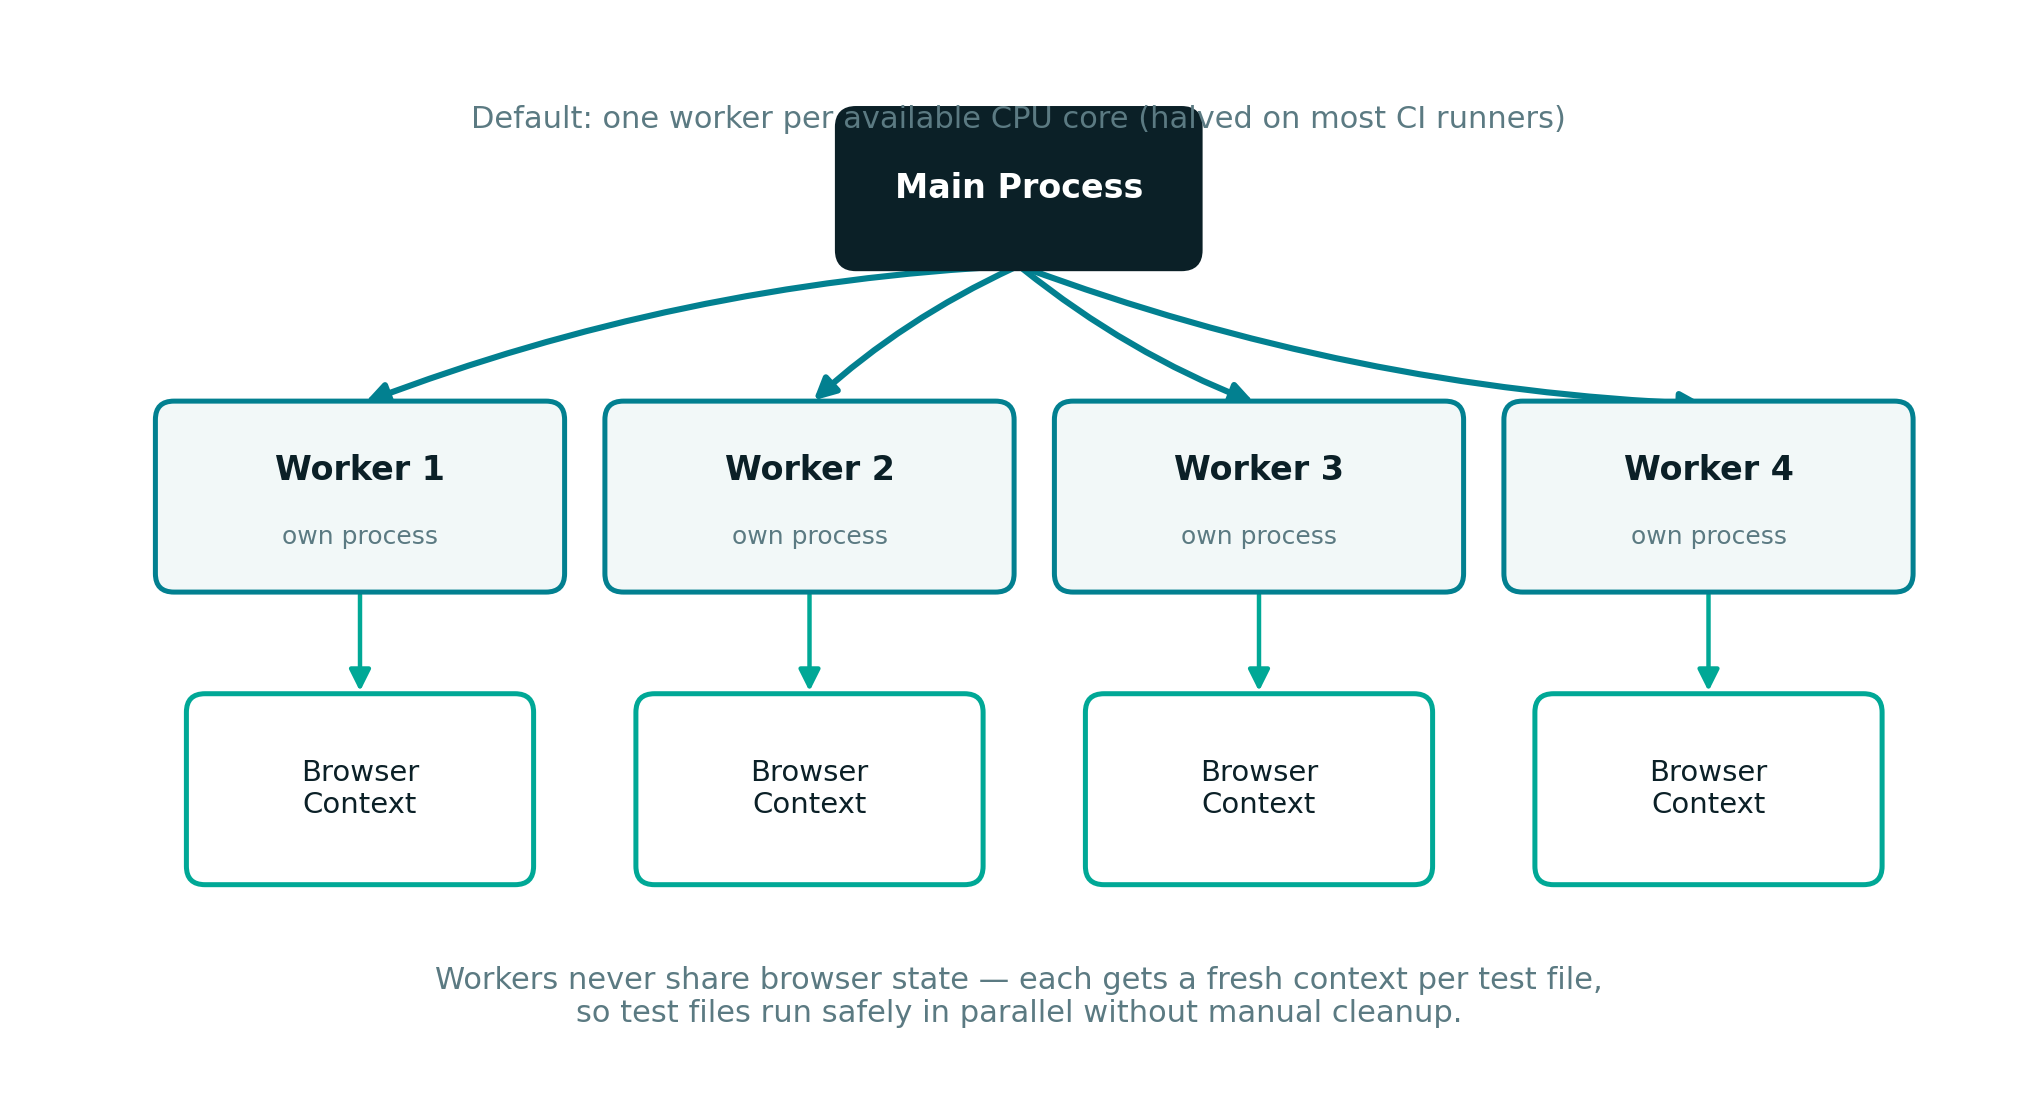 Default: one worker per available CPU core (halved on most CI runners)
Main Process
Worker 1
Worker 2
Worker 3
Worker 4
own process
own process
own process
own process
Browser
Context
Browser
Context
Browser
Context
Browser
Context
Workers never share browser state — each gets a fresh context per test file,
so test files run safely in parallel without manual cleanup.